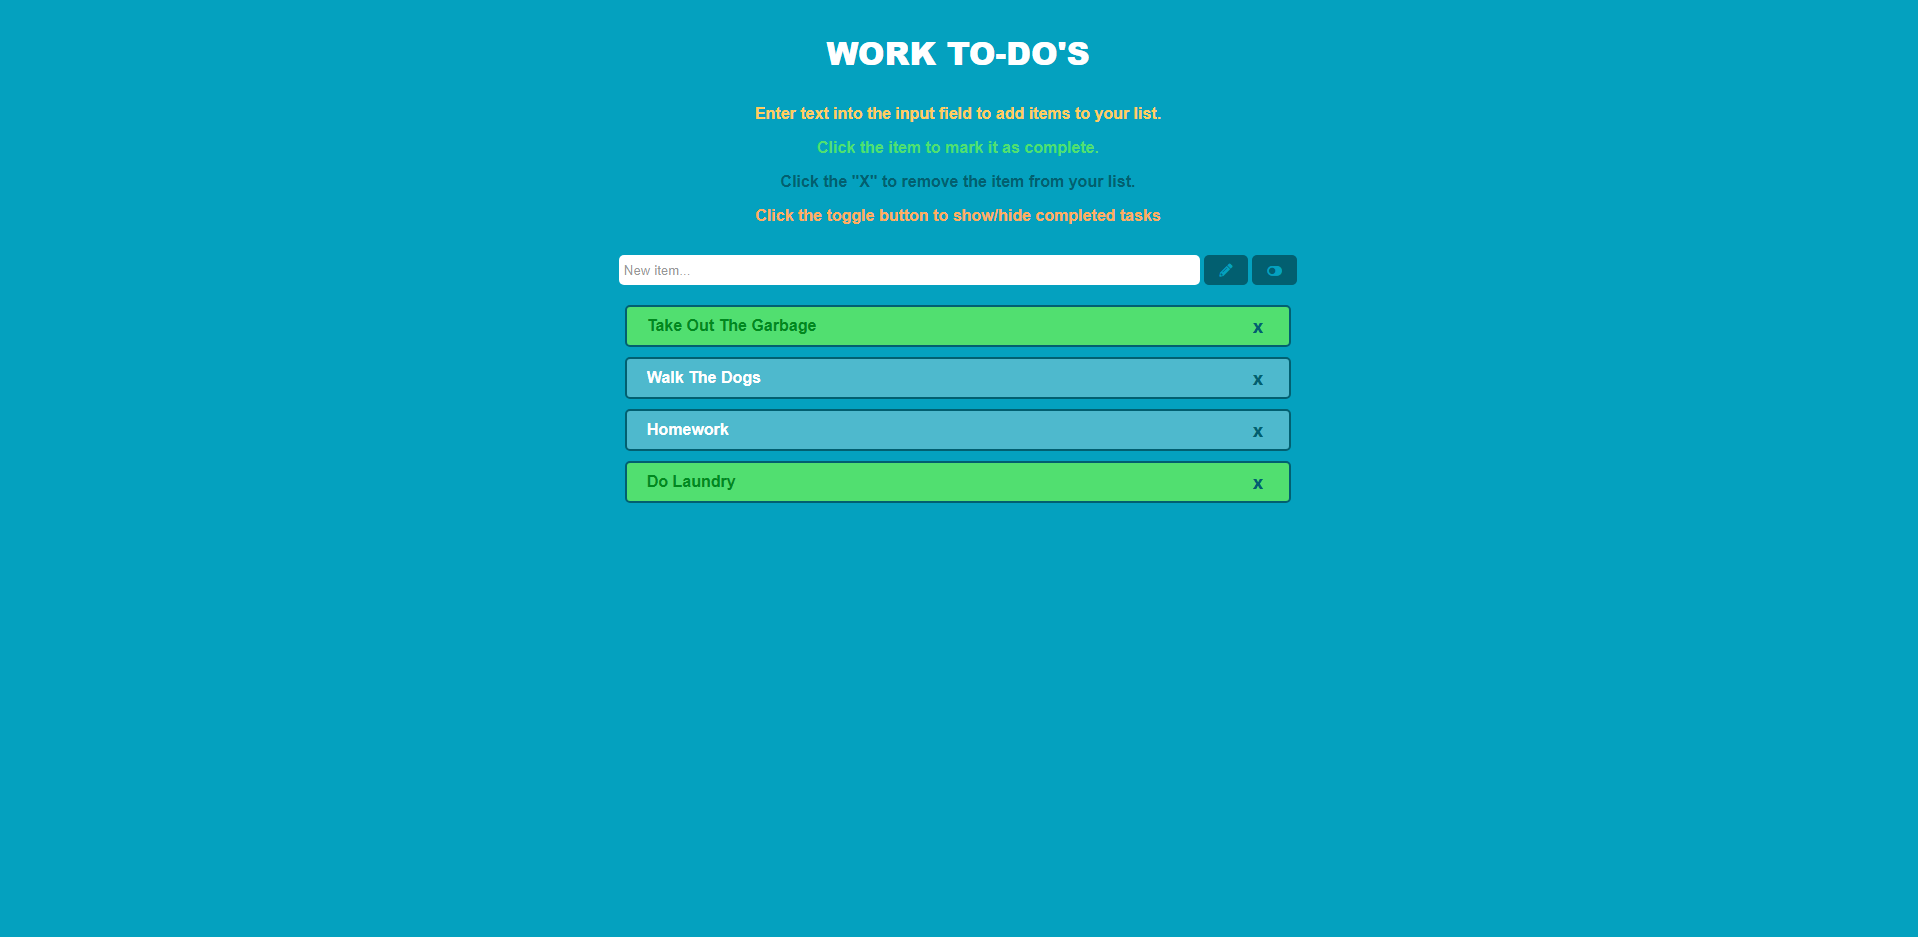 WORK TO-DO'S
Enter text into the input field to add items to your list.
Click the item to mark it as complete.
Click the "X" to remove the item from your list.
Click the toggle button to show/hide completed tasks
New item...
Take Out The Garbage x
Walk The Dogs x
Homework x
Do Laundry x